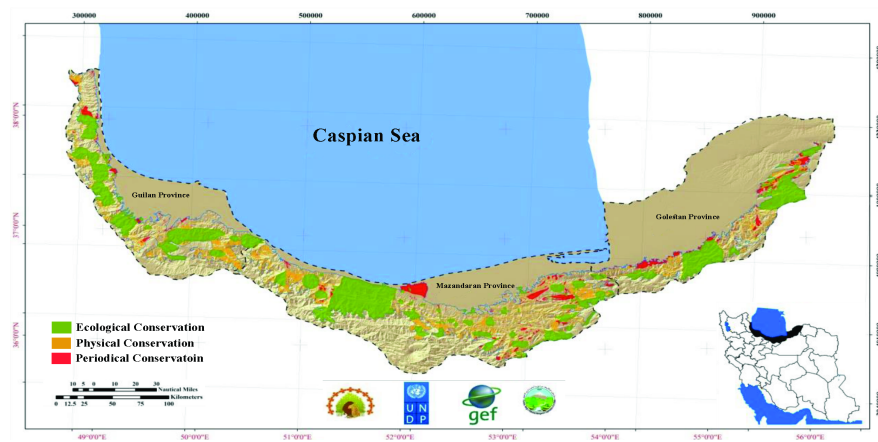 300000 400000 500000 600000 700000 800000 900000
38°0'0"N
37°0'0"N
36°0'0"N
Caspian Sea
Guilan Province
Golestan Province
Mazandaran Province
Ecological Conservation
Physical Conservation
Periodical Conservatoin
10 5 0 10 20 30
Nautical Miles
Kilometers
0 12.5 25 50 75 100
U N
D P
gef
49°0'0"E 50°0'0"E 51°0'0"E 52°0'0"E 53°0'0"E 54°0'0"E 55°0'0"E 56°0'0"E